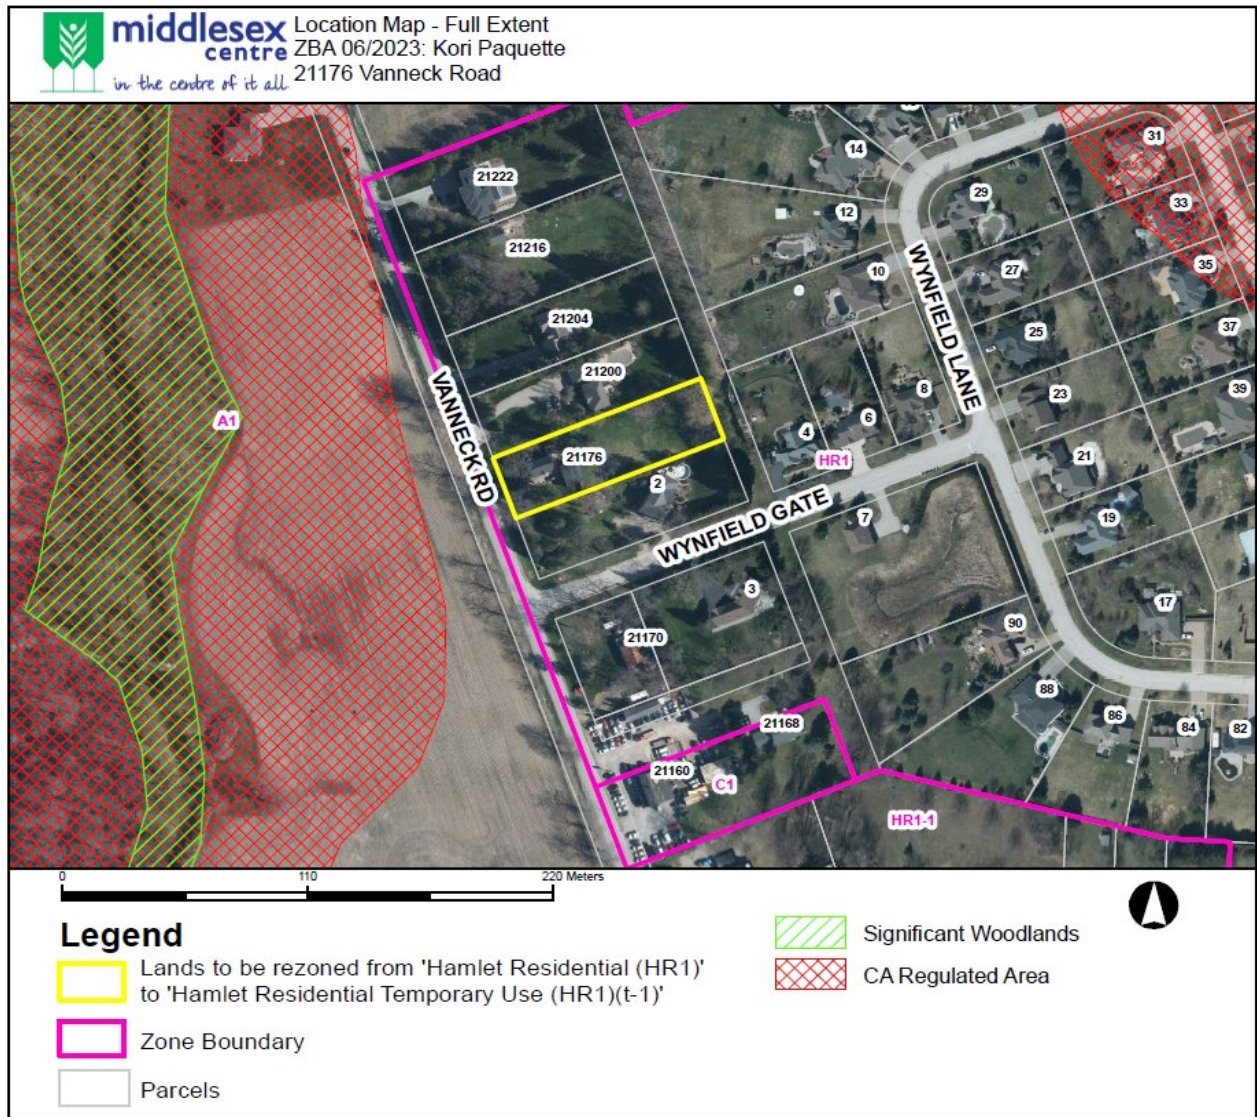 middlesex
centre
in the centre of it all
Location Map - Full Extent
ZBA 06/2023: Kori Paquette
21176 Vanneck Road
31
14
21222
29
33
12
21216
35
10
27
WYNFIELD LANE
21204
25
37
21200
VANNECK RD
8
23
39
A1
6
4
HR1
21176
21
2
WYNFIELD GATE
7
19
3
17
21170
90
88
86
84
82
21168
21160
C1
HR1-1
0
110
220 Meters
Legend
Lands to be rezoned from 'Hamlet Residential (HR1)'
to 'Hamlet Residential Temporary Use (HR1)(t-1)'
Zone Boundary
Parcels
Significant Woodlands
CA Regulated Area